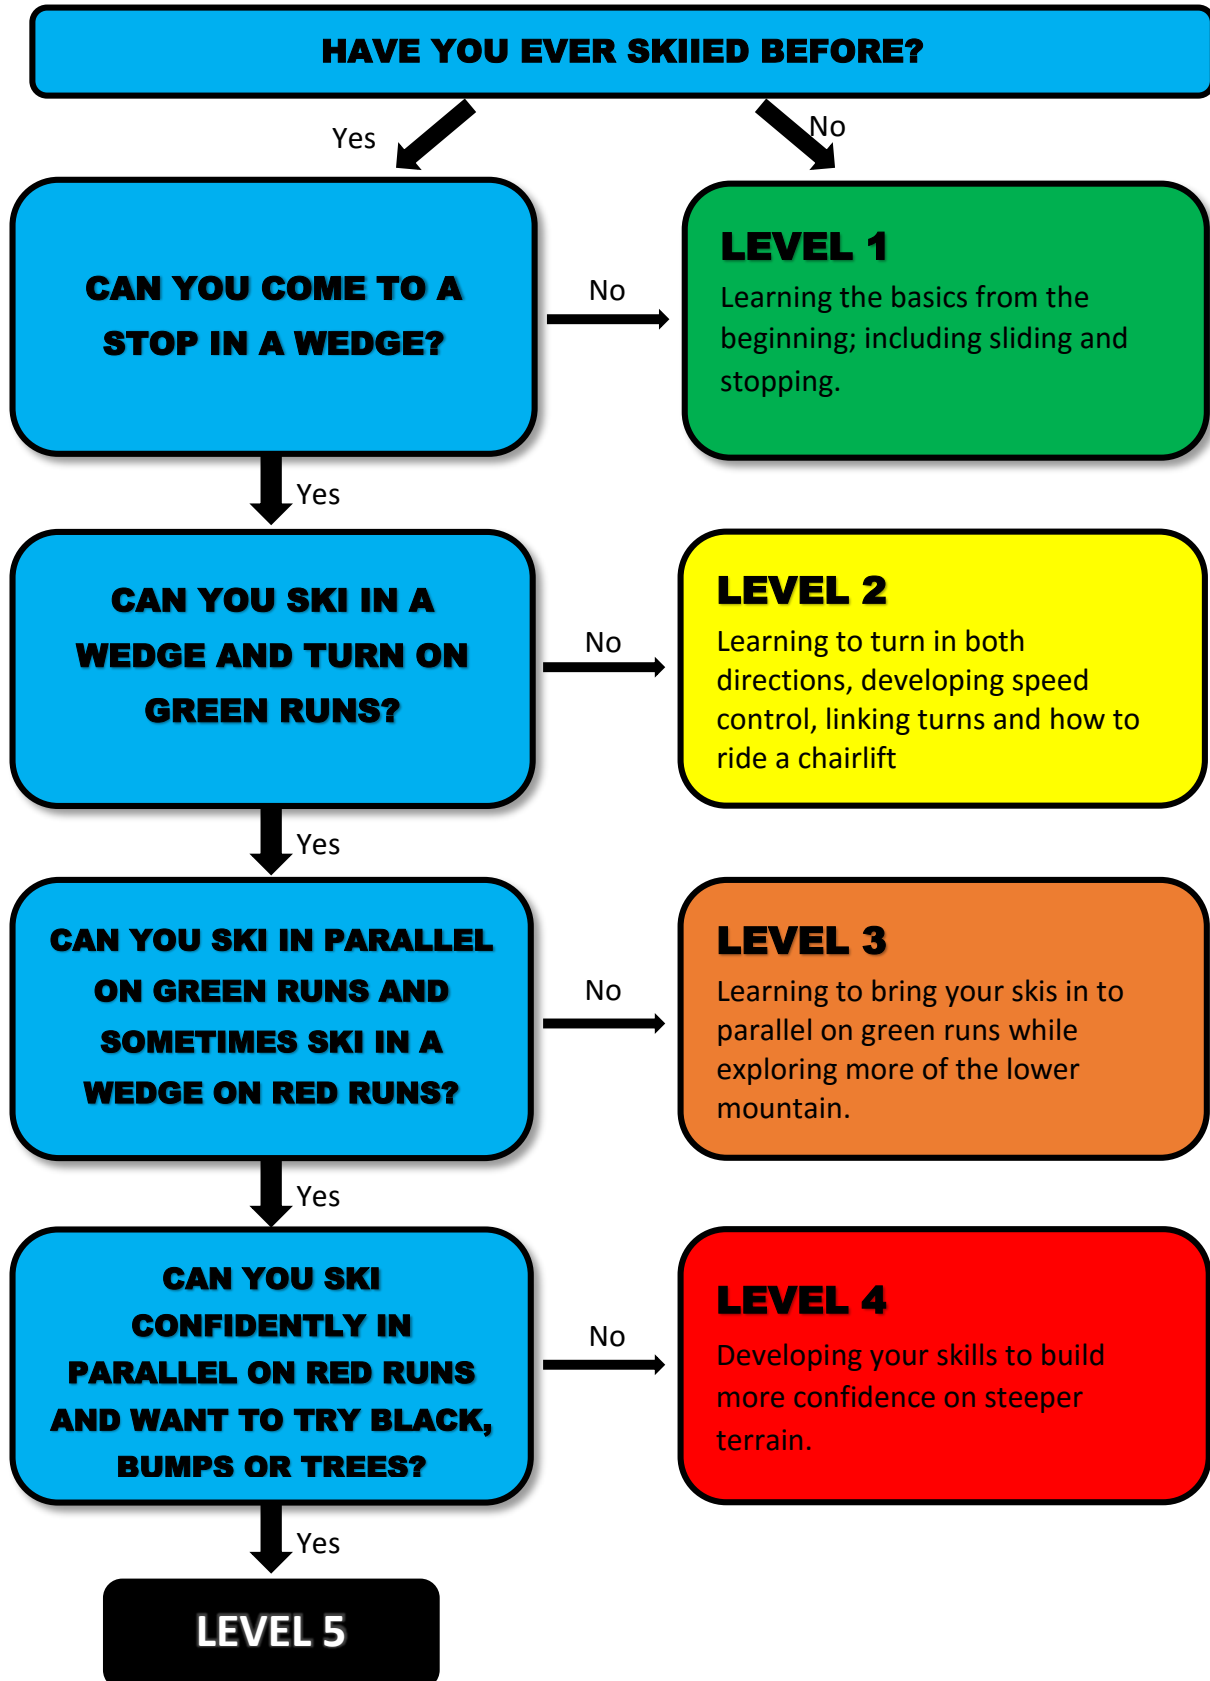 HAVE YOU EVER SKIIED BEFORE?
Yes
No
CAN YOU COME TO A
STOP IN A WEDGE?
No
LEVEL 1
Learning the basics from the
beginning; including sliding and
stopping.
Yes
CAN YOU SKI IN A
WEDGE AND TURN ON
GREEN RUNS?
No
LEVEL 2
Learning to turn in both
directions, developing speed
control, linking turns and how to
ride a chairlift
Yes
CAN YOU SKI IN PARALLEL
ON GREEN RUNS AND
SOMETIMES SKI IN A
WEDGE ON RED RUNS?
No
LEVEL 3
Learning to bring your skis in to
parallel on green runs while
exploring more of the lower
mountain.
Yes
CAN YOU SKI
CONFIDENTLY IN
PARALLEL ON RED RUNS
AND WANT TO TRY BLACK,
BUMPS OR TREES?
No
LEVEL 4
Developing your skills to build
more confidence on steeper
terrain.
Yes
LEVEL 5